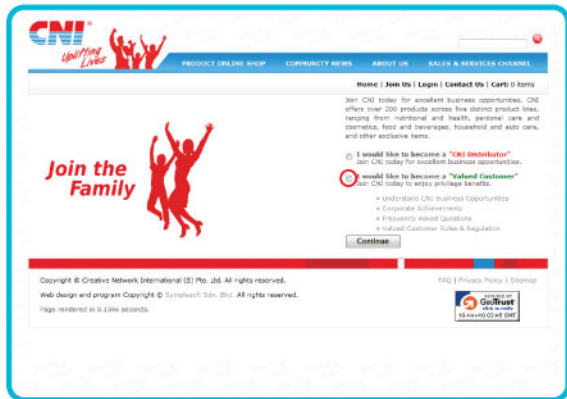 CNI
Uplifting
Lives
PRODUCT ONLINE SHOP COMMUNITY NEWS ABOUT US SALES & SERVICES CHANNEL
Home | Join Us | Login | Contact Us | Cart: 0 items
Join CNI today for excellent business opportunities. CNI
offers over 200 products across five distinct product lines,
ranging from nutritional and health, personal care and
cosmetics, food and beverages, household and auto care,
and other exclusive items.
I would like to become a "CNI Distributor"
Join CNI today for excellent business opportunities.
Join the
Family
I would like to become a "Valued Customer"
Join CNI today to enjoy privilege benefits.
Understand CNI Business Opportunities
Corporate Achievements
Frequently Asked Questions
Valued Customer Rules & Regulation
Continue
Copyright © Creative Network International (S) Pte. Ltd. All rights reserved.
FAQ | Privacy Policy | Sitemap
Web design and program Copyright © Symplesoft Sdn. Bhd. All rights reserved.
Page rendered in 0.1346 seconds.
SECURED BY
GeoTrust
click to verify